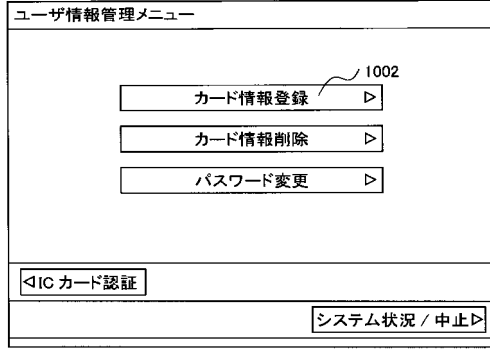 ユーザ情報管理メニュー
1002
カード情報登録 ▷
カード情報削除 ▷
パスワード変更 ▷
◁IC カード認証
システム状況 / 中止▷